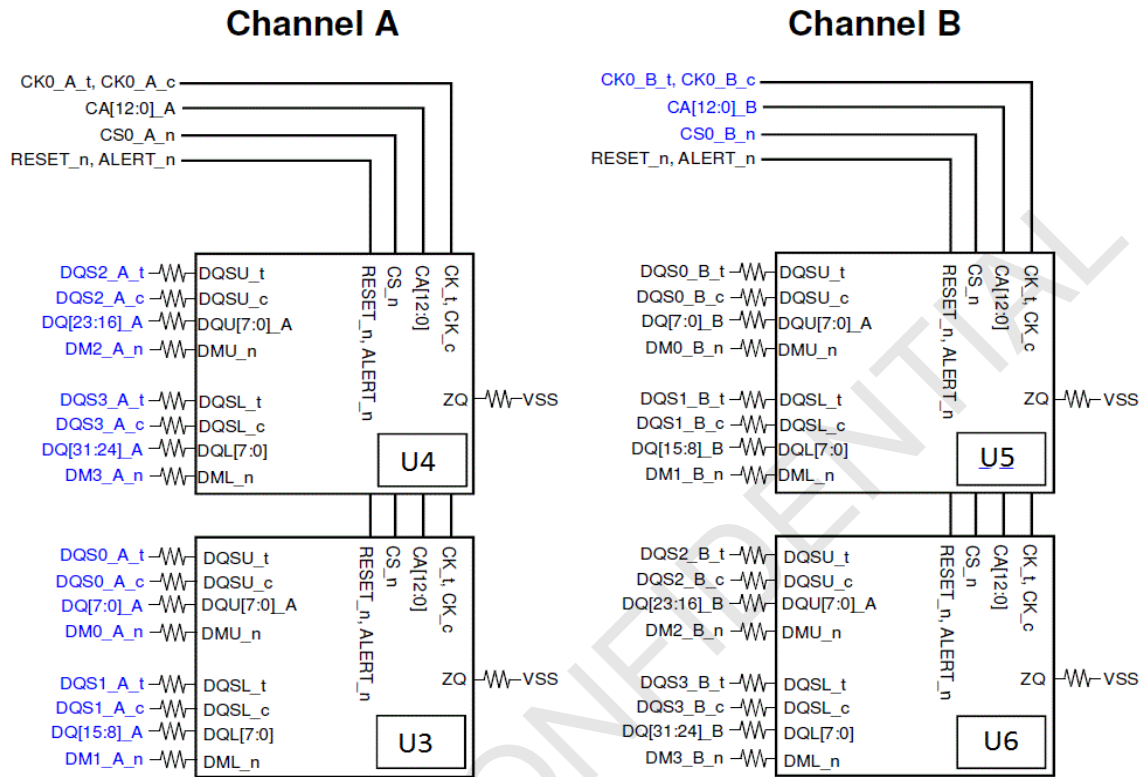 Channel A
CK0_A_t, CK0_A_c
CA[12:0]_A
CS0_A_n
RESET_n, ALERT_n
DQS2_A_t
DQS2_A_c
DQ[23:16]_A
DM2_A_n
DQS3_A_t
DQS3_A_c
DQ[31:24]_A
DM3_A_n
DQSU_t
DQSU_c
DQU[7:0]_A
DMU_n
DQSL_t
DQSL_c
DQL[7:0]
DML_n
RESET_n, ALERT_n
CS_n
CA[12:0]
CK_t, CK_c
ZQ
VSS
U4
DQS0_A_t
DQS0_A_c
DQ[7:0]_A
DM0_A_n
DQS1_A_t
DQS1_A_c
DQ[15:8]_A
DM1_A_n
DQSU_t
DQSU_c
DQU[7:0]_A
DMU_n
DQSL_t
DQSL_c
DQL[7:0]
DML_n
RESET_n, ALERT_n
CS_n
CA[12:0]
CK_t, CK_c
ZQ
VSS
U3
Channel B
CK0_B_t, CK0_B_c
CA[12:0]_B
CS0_B_n
RESET_n, ALERT_n
DQS0_B_t
DQS0_B_c
DQ[7:0]_B
DM0_B_n
DQS1_B_t
DQS1_B_c
DQ[15:8]_B
DM1_B_n
DQSU_t
DQSU_c
DQU[7:0]_A
DMU_n
DQSL_t
DQSL_c
DQL[7:0]
DML_n
RESET_n, ALERT_n
CS_n
CA[12:0]
CK_t, CK_c
ZQ
VSS
U5
DQS2_B_t
DQS2_B_c
DQ[23:16]_B
DM2_B_n
DQS3_B_t
DQS3_B_c
DQ[31:24]_B
DM3_B_n
DQSU_t
DQSU_c
DQU[7:0]_A
DMU_n
DQSL_t
DQSL_c
DQL[7:0]
DML_n
RESET_n, ALERT_n
CS_n
CA[12:0]
CK_t, CK_c
ZQ
VSS
U6
ONFIDENTIAL